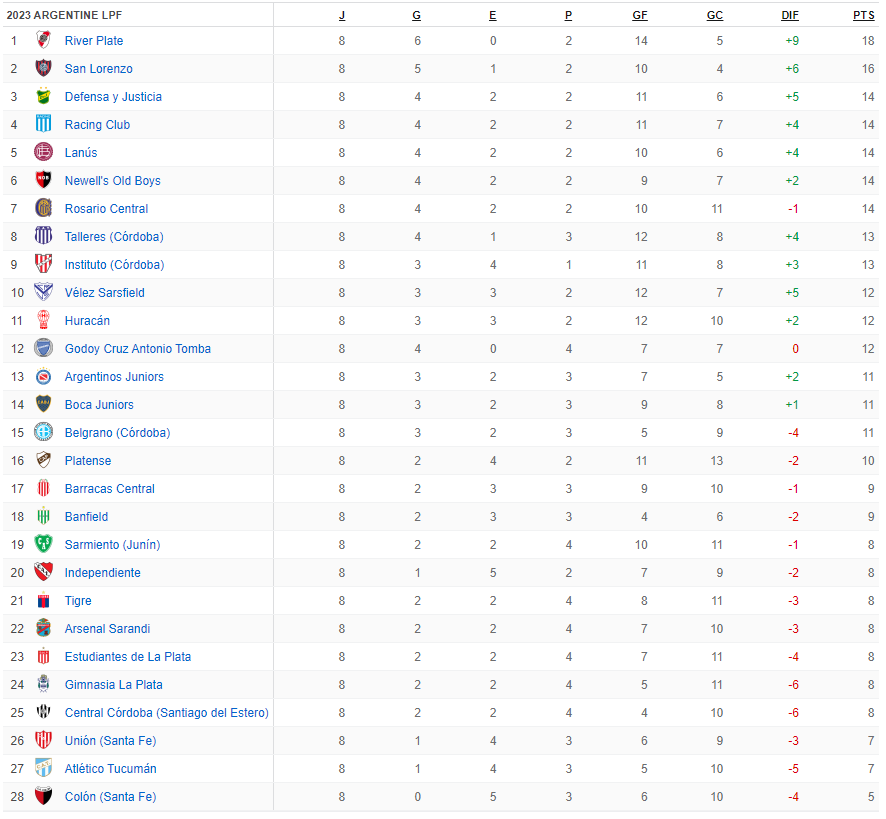 2023 ARGENTINE LPF J G E P GF GC DIF PTS
1 River Plate 8 6 0 2 14 5 +9 18
2 San Lorenzo 8 5 1 2 10 4 +6 16
3 Defensa y Justicia 8 4 2 2 11 6 +5 14
4 Racing Club 8 4 2 2 11 7 +4 14
5 Lanús 8 4 2 2 10 6 +4 14
6 Newell's Old Boys 8 4 2 2 9 7 +2 14
7 Rosario Central 8 4 2 2 10 11 -1 14
8 Talleres (Córdoba) 8 4 1 3 12 8 +4 13
9 Instituto (Córdoba) 8 3 4 1 11 8 +3 13
10 Vélez Sarsfield 8 3 3 2 12 7 +5 12
11 Huracán 8 3 3 2 12 10 +2 12
12 Godoy Cruz Antonio Tomba 8 4 0 4 7 7 0 12
13 Argentinos Juniors 8 3 2 3 7 5 +2 11
14 Boca Juniors 8 3 2 3 9 8 +1 11
15 Belgrano (Córdoba) 8 3 2 3 5 9 -4 11
16 Platense 8 2 4 2 11 13 -2 10
17 Barracas Central 8 2 3 3 9 10 -1 9
18 Banfield 8 2 3 3 4 6 -2 9
19 Sarmiento (Junín) 8 2 2 4 10 11 -1 8
20 Independiente 8 1 5 2 7 9 -2 8
21 Tigre 8 2 2 4 8 11 -3 8
22 Arsenal Sarandi 8 2 2 4 7 10 -3 8
23 Estudiantes de La Plata 8 2 2 4 7 11 -4 8
24 Gimnasia La Plata 8 2 2 4 5 11 -6 8
25 Central Córdoba (Santiago del Estero) 8 2 2 4 4 10 -6 8
26 Unión (Santa Fe) 8 1 4 3 6 9 -3 7
27 Atlético Tucumán 8 1 4 3 5 10 -5 7
28 Colón (Santa Fe) 8 0 5 3 6 10 -4 5